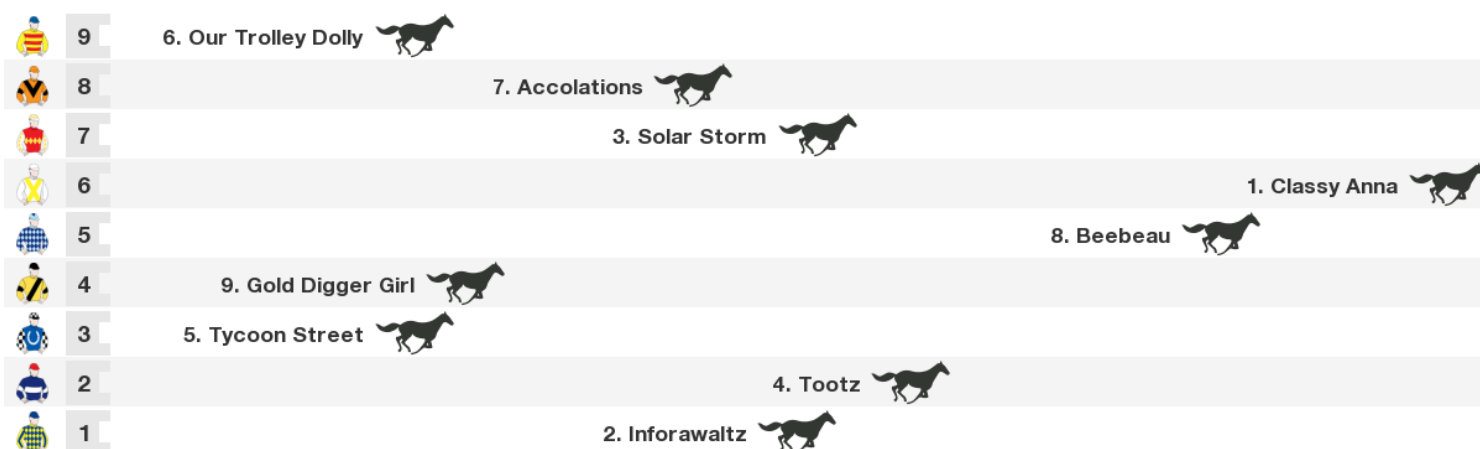 9 6. Our Trolley Dolly
8 7. Accolations
7 3. Solar Storm
6 1. Classy Anna
5 8. Beebeau
4 9. Gold Digger Girl
3 5. Tycoon Street
2 4. Tootz
1 2. Inforawaltz